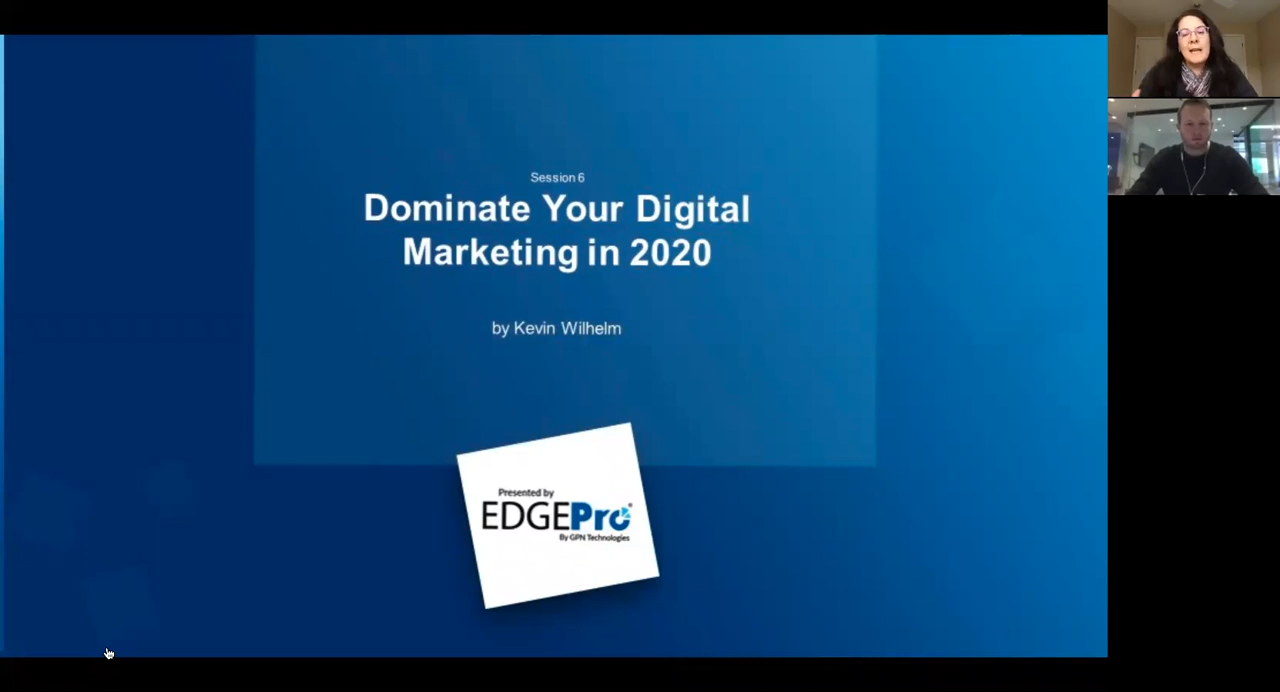 Session 6
Dominate Your Digital
Marketing in 2020
by Kevin Wilhelm
Presented by
EDGEPro
By GPN Technologies